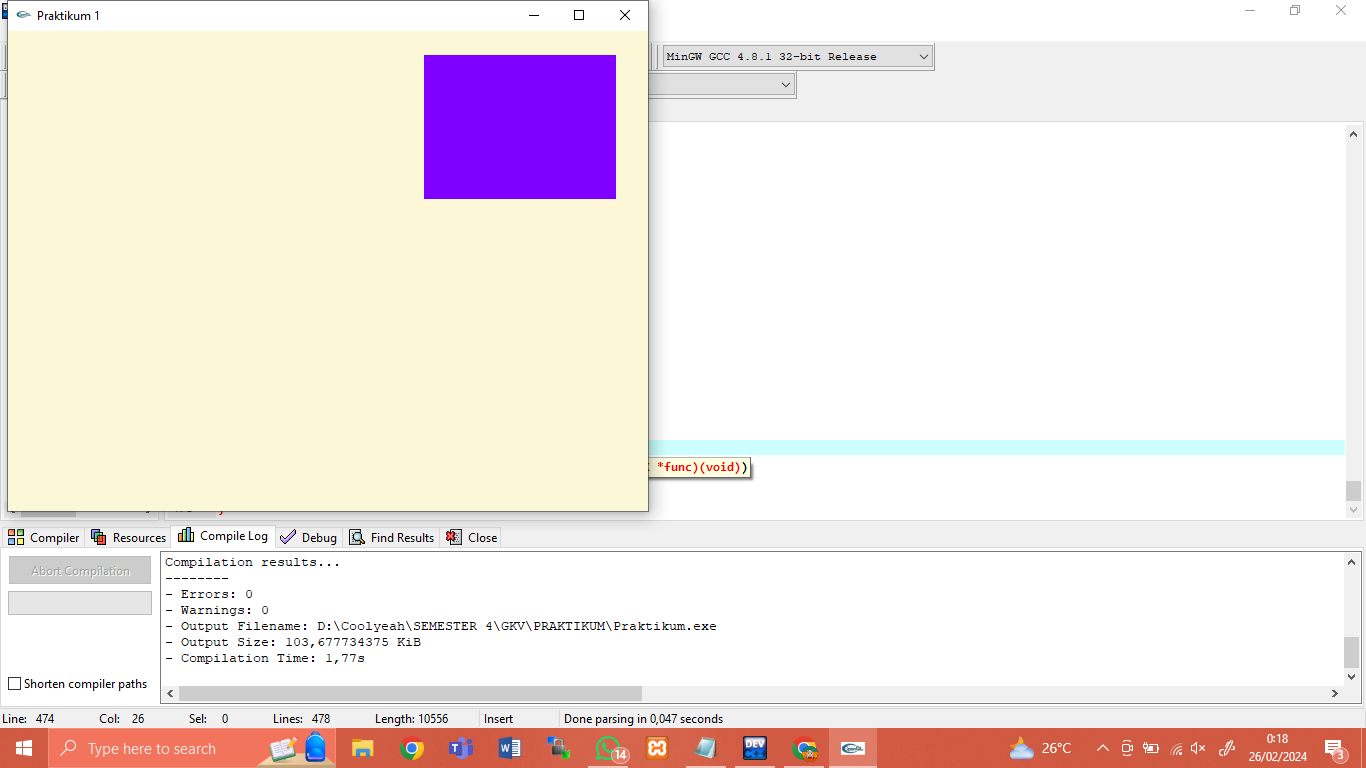 Praktikum 1
MinGW GCC 4.8.1 32-bit Release
*func)(void))
Compiler
Resources
Compile Log
Debug
Find Results
Close
Abort Compilation
Shorten compiler paths
Compilation results...
--------
- Errors: 0
- Warnings: 0
- Output Filename: D:\Coolyeah\SEMESTER 4\GKV\PRAKTIKUM\Praktikum.exe
- Output Size: 103,677734375 KiB
- Compilation Time: 1,77s
Line: 474 Col: 26 Sel: 0 Lines: 478 Length: 10556 Insert Done parsing in 0,047 seconds
Type here to search
14
DEV
26°C
0:18
26/02/2024
3